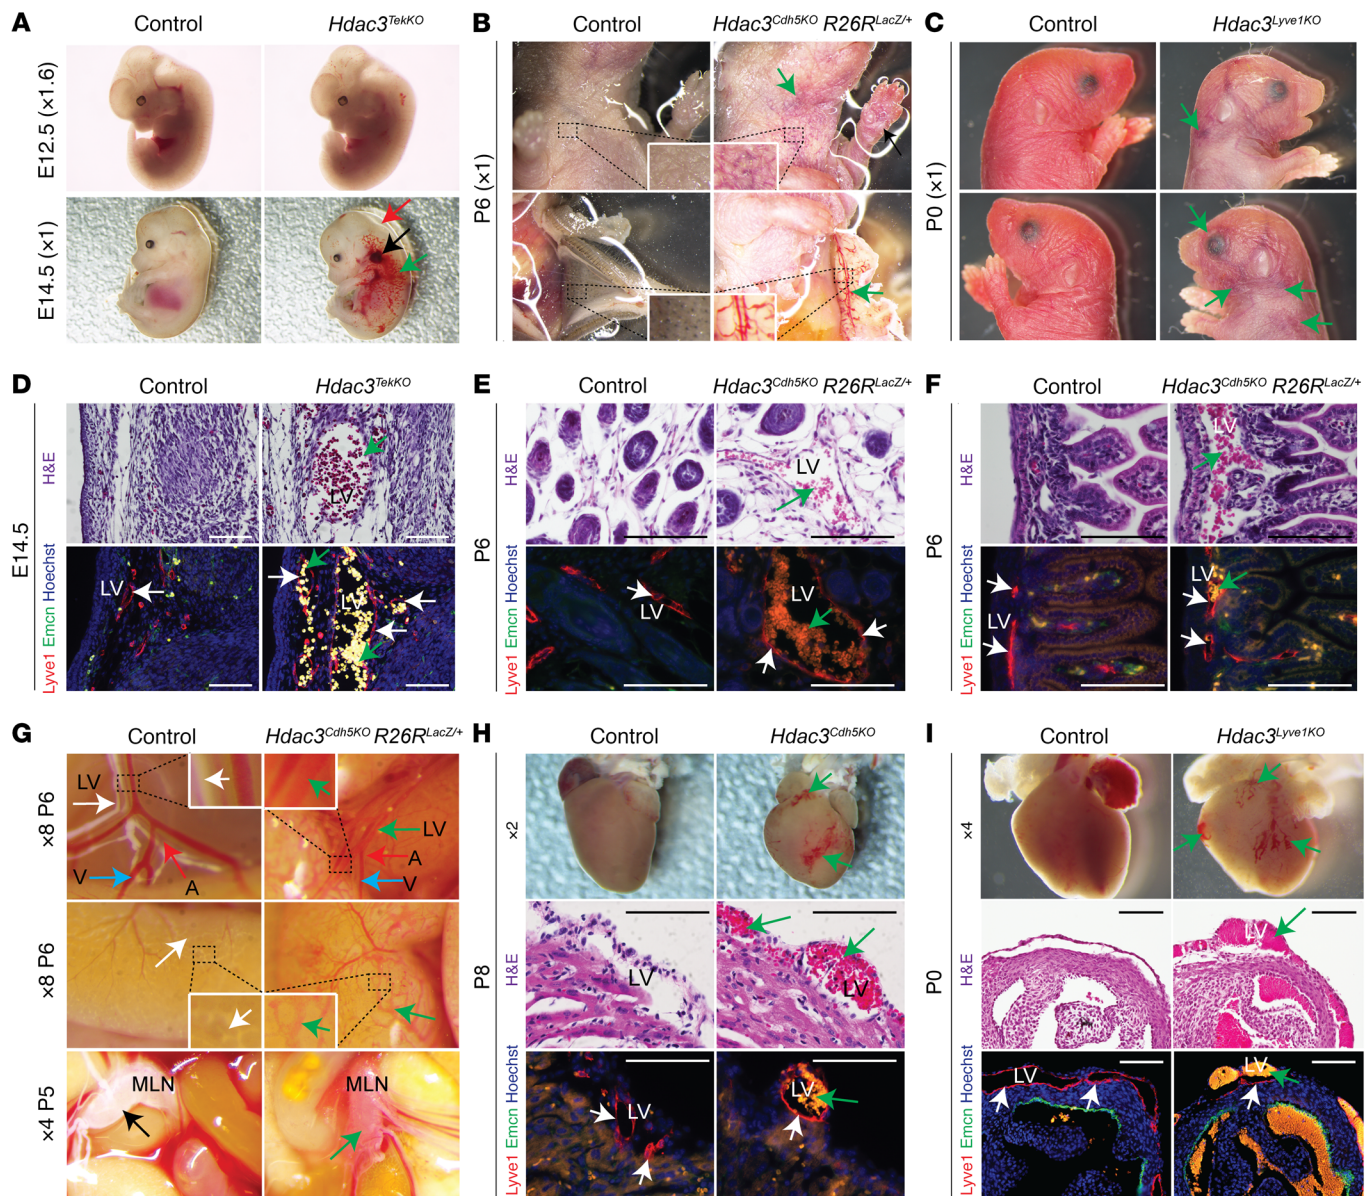 A
Control
Hdac3TekKO
E12.5 (×1.6)
E14.5 (×1)
B
Control
Hdac3Cdh5KO R26RLacZ/+
P6 (×1)
C
Control
Hdac3Lyve1KO
P0 (×1)
D
Control
Hdac3TekKO
E14.5
H&E
LV
Lyve1 Emcn Hoechst
LV
LV
E
Control
Hdac3Cdh5KO R26RLacZ/+
P6
H&E
LV
Lyve1 Emcn Hoechst
LV
LV
F
Control
Hdac3Cdh5KO R26RLacZ/+
P6
H&E
LV
Lyve1 Emcn Hoechst
LV
LV
G
Control
Hdac3Cdh5KO R26RLacZ/+
×8 P6
LV
V
A
LV
A
V
×8 P6
×4 P5
MLN
MLN
H
Control
Hdac3Cdh5KO
P8
×2
H&E
LV
LV
Lyve1 Emcn Hoechst
LV
LV
I
Control
Hdac3Lyve1KO
P0
×4
H&E
LV
Lyve1 Emcn Hoechst
LV
LV